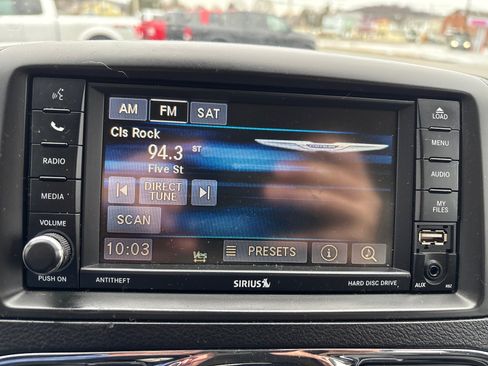 AM FM SAT
Cls Rock
94.3 ST
Five St
DIRECT
TUNE
SCAN
10:03 Yes PRESETS
RADIO
MEDIA
VOLUME
PUSH ON
LOAD
MENU
AUDIO
MY
FILES
AUX
ANTITHEFT SIRIUS HARD DISC DRIVE